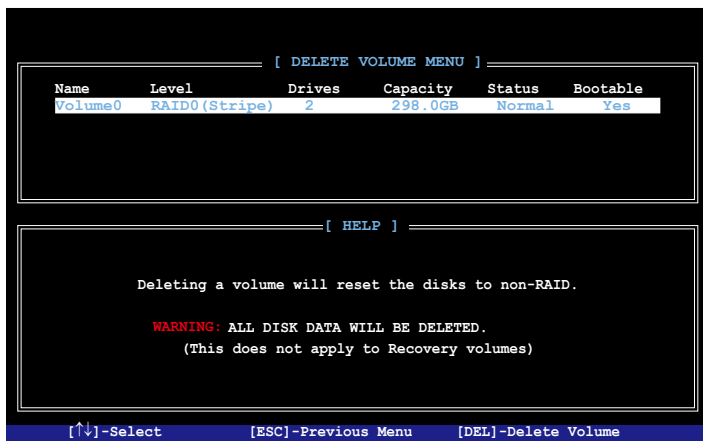 [ DELETE VOLUME MENU ]
Name Level Drives Capacity Status Bootable
Volume0 RAID0(Stripe) 2 298.0GB Normal Yes
[ HELP ]
Deleting a volume will reset the disks to non-RAID.
WARNING: ALL DISK DATA WILL BE DELETED.
(This does not apply to Recovery volumes)
[↑↓]-Select [ESC]-Previous Menu [DEL]-Delete Volume